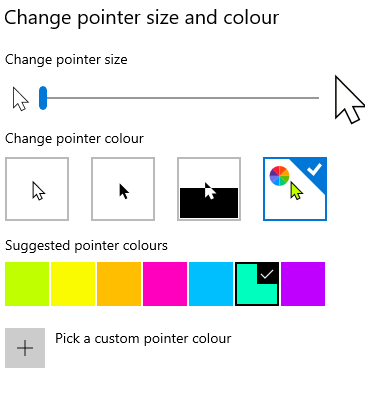 Change pointer size and colour
Change pointer size
Change pointer colour
Suggested pointer colours
Pick a custom pointer colour